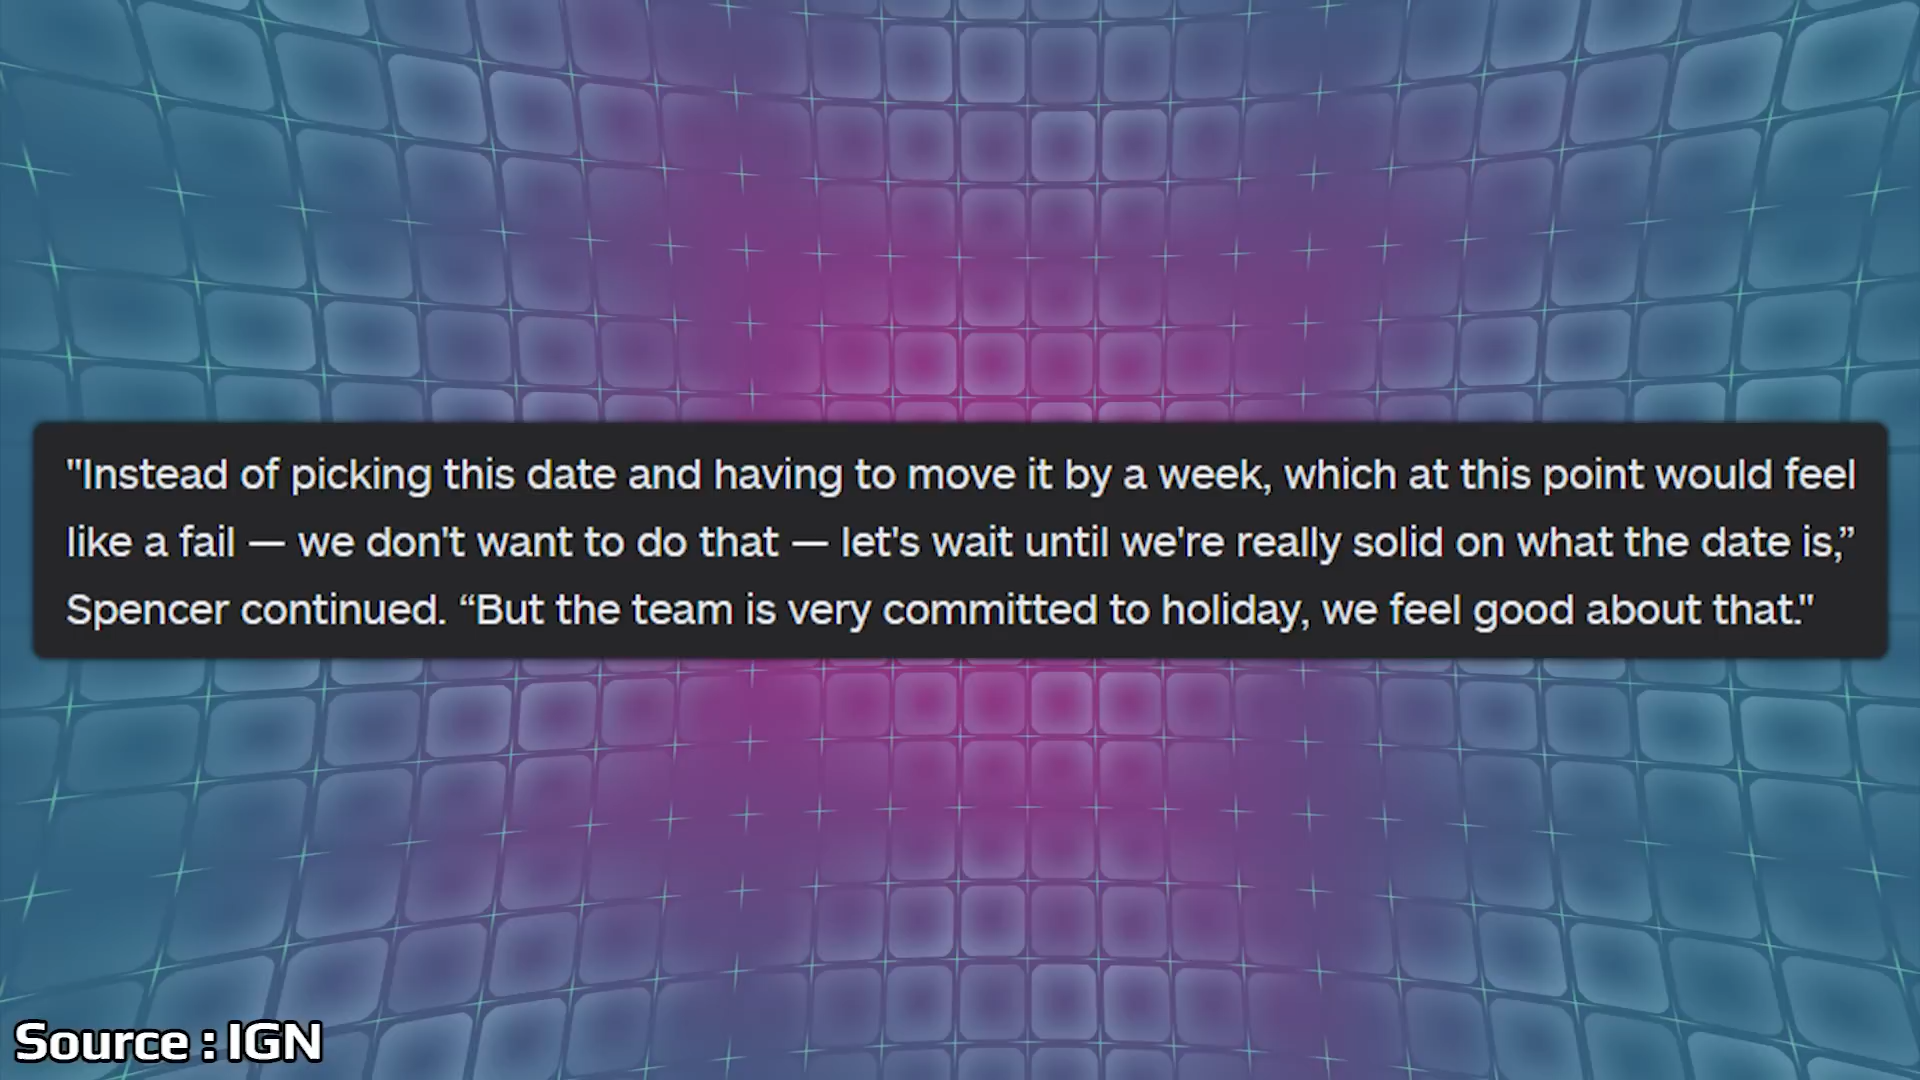 "Instead of picking this date and having to move it by a week, which at this point would feel
like a fail — we don't want to do that — let's wait until we're really solid on what the date is,”
Spencer continued. “But the team is very committed to holiday, we feel good about that."
Source : IGN